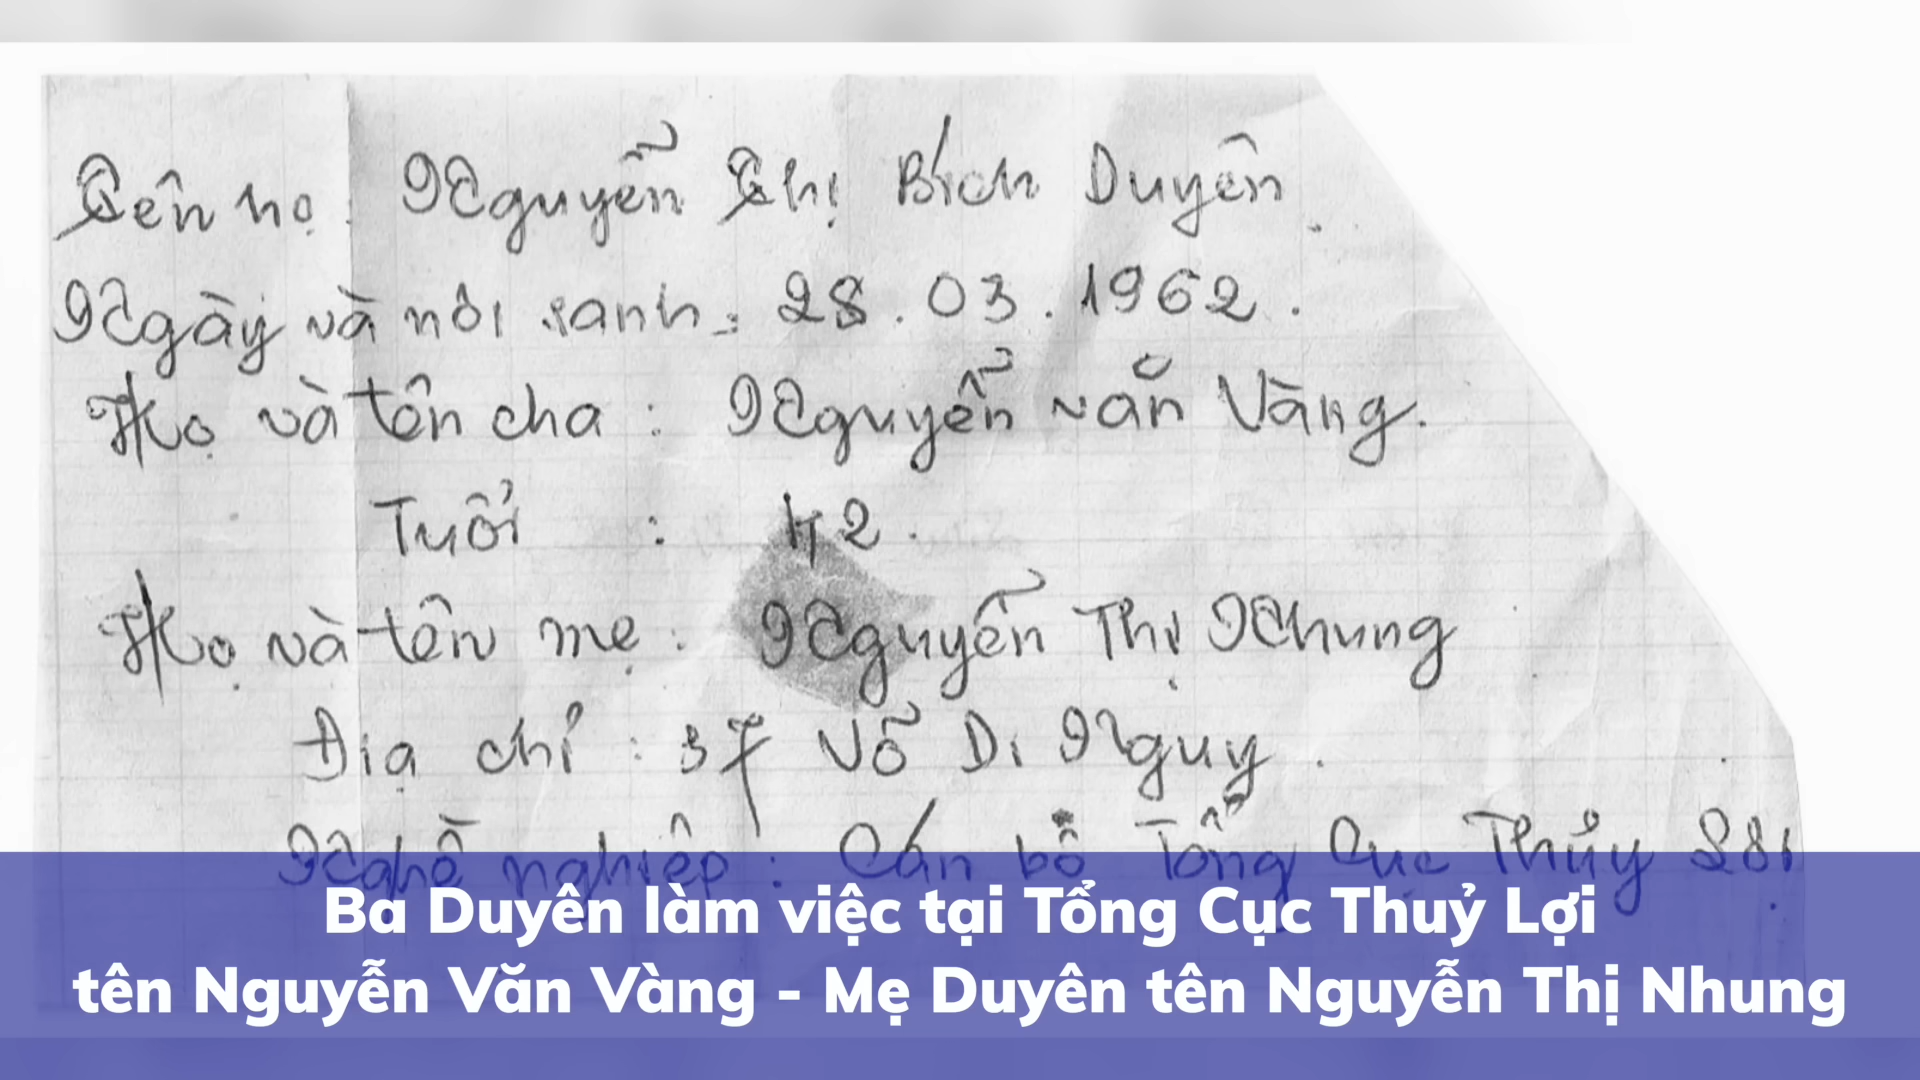 Tên họ : Nguyễn Thị Bích Duyên.
Ngày và nôi sanh : 28.03.1962.
Họ và tên cha : Nguyễn văn Vàng.
Tuổi : 42.
Họ và tên mẹ : Nguyễn Thị Nhung
Địa chỉ : 37 Võ Di Nguy.
Nghề nghiệp : Cán bộ Tổng Cục Thủy Lợi
Ba Duyên làm việc tại Tổng Cục Thuỷ Lợi
tên Nguyễn Văn Vàng - Mẹ Duyên tên Nguyễn Thị Nhung